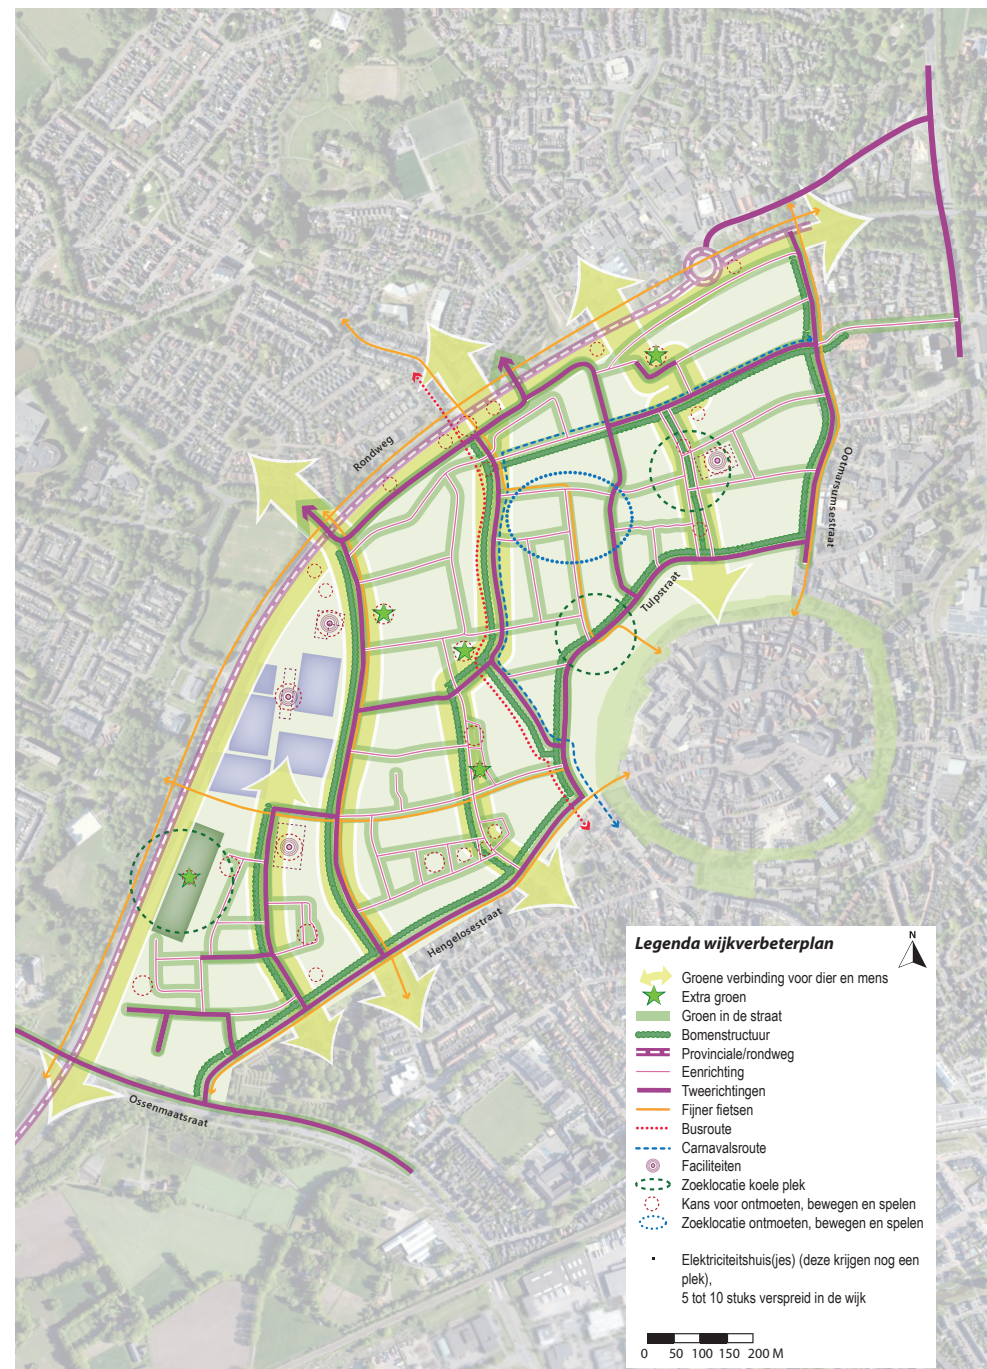 Rondweg
Ootmarsumsestraat
Tulpstraat
Hengelosestraat
Ossenmaatsraat
Legenda wijkverbeterplan
N
Groene verbinding voor dier en mens
Extra groen
Groen in de straat
Bomenstructuur
Provinciale/rondweg
Eenrichting
Tweerichtingen
Fijner fietsen
Busroute
Carnavalsroute
Faciliteiten
Zoeklocatie koele plek
Kans voor ontmoeten, bewegen en spelen
Zoeklocatie ontmoeten, bewegen en spelen
Elektriciteitshuis(jes) (deze krijgen nog een
plek),
5 tot 10 stuks verspreid in de wijk
0 50 100 150 200 M